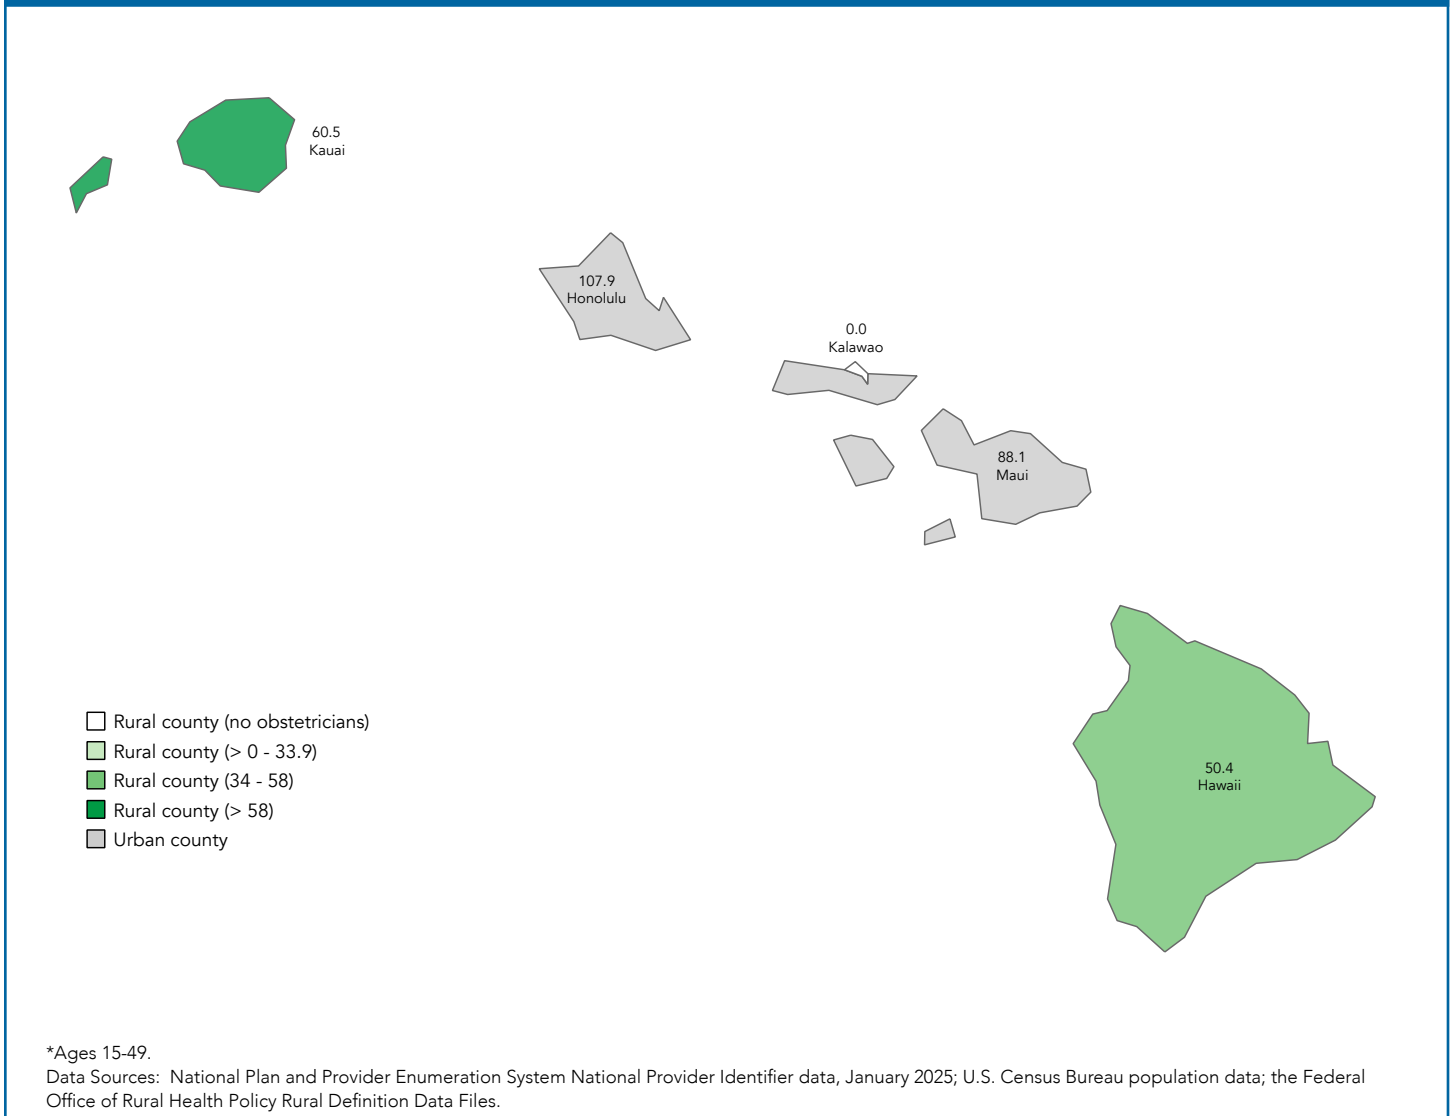 60.5
Kauai
107.9
Honolulu
0.0
Kalawao
88.1
Maui
50.4
Hawaii
Rural county (no obstetricians)
Rural county (> 0 - 33.9)
Rural county (34 - 58)
Rural county (> 58)
Urban county
*Ages 15-49.
Data Sources:  National Plan and Provider Enumeration System National Provider Identifier data, January 2025; U.S. Census Bureau population data; the Federal
Office of Rural Health Policy Rural Definition Data Files.